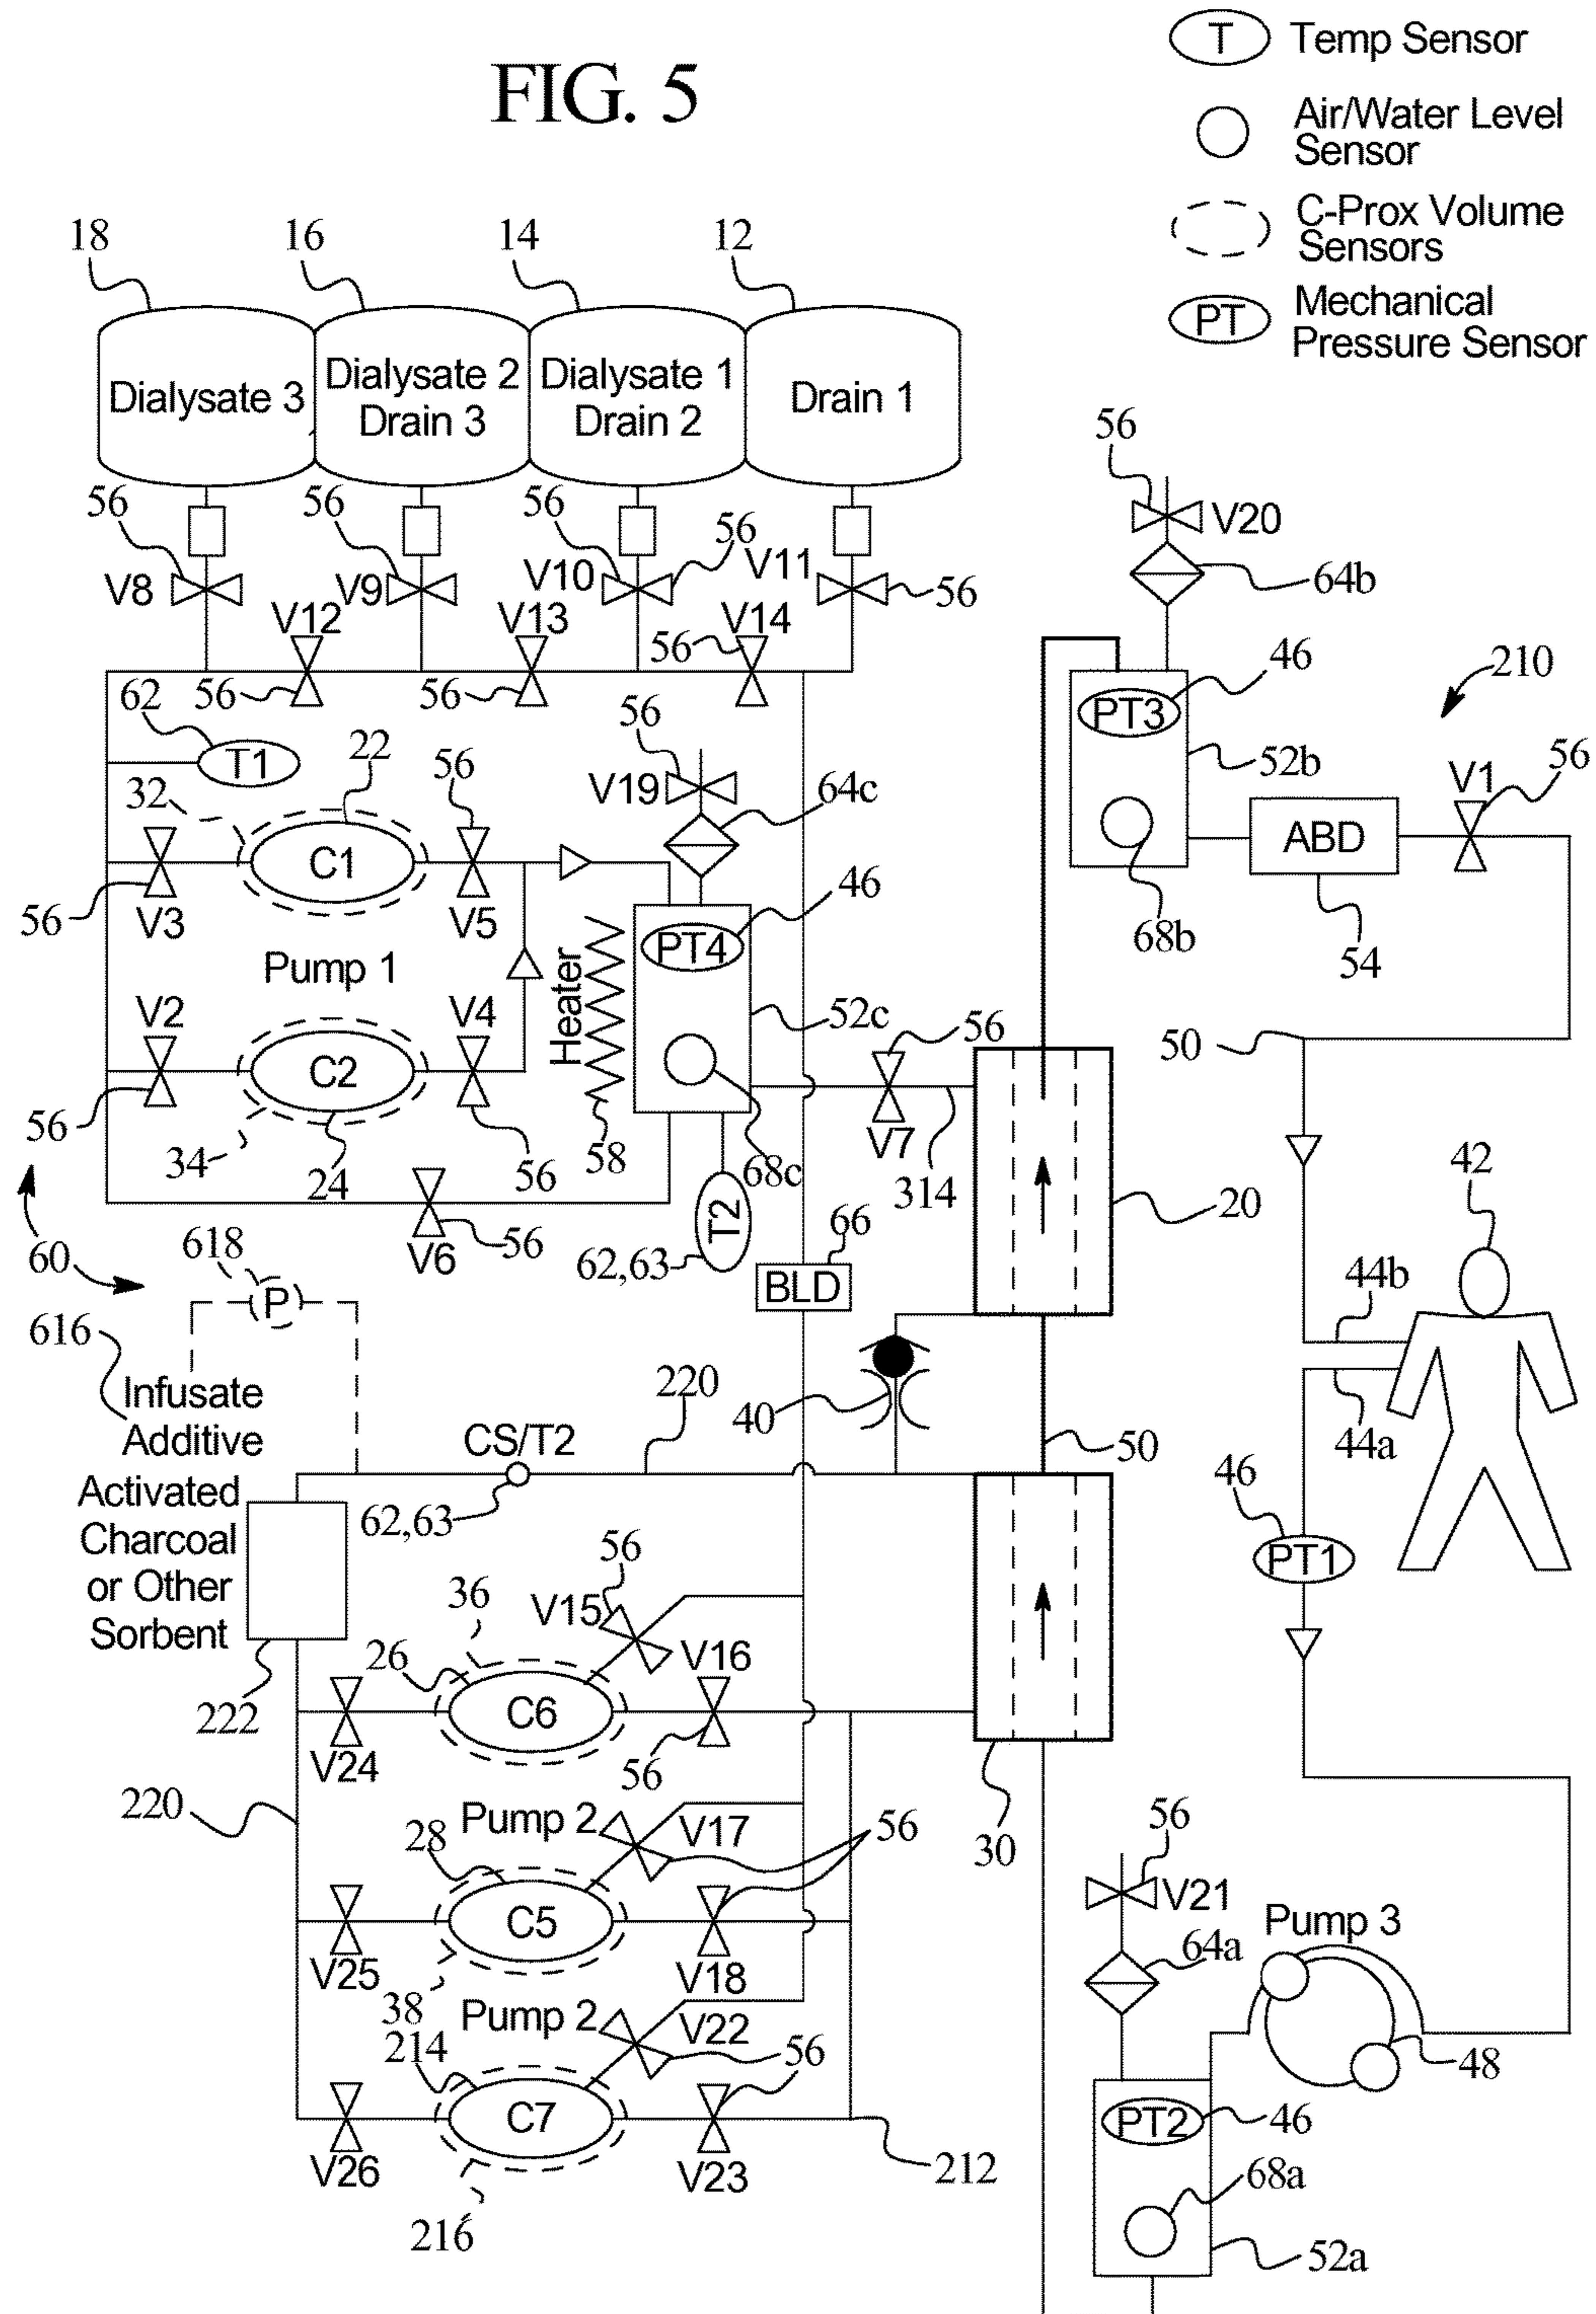 FIG. 5
T Temp Sensor
Air/Water Level
Sensor
C-Prox Volume
Sensors
PT Mechanical
Pressure Sensor
18 16 14 12
Dialysate 3
Dialysate 2
Drain 3
Dialysate 1
Drain 2
Drain 1
56 56 56 56
V8 V9 V10 V11 56
V12 V13 V14
56 56 56
56
V20
64b
46
210
PT3
52b
V1 56
ABD
68b
54
62
T1
22
56
56
V19
64c
32
C1
56 V3 V5
46
PT4
Pump 1
Heater
52c
V2 V4
C2
56
34
24
56
58
68c
56
V7
314
50
20
42
T2
62,63
V6 56
60
618
P
616
66
BLD
44b
44a
Infusate
Additive
220
40
50
CS/T2
62,63
Activated
Charcoal
or Other
Sorbent
222
46
PT1
56
V15
36
26
V16
C6
V24
56
30
220
Pump 2
V17
56
28
C5
V25
38
V18
56
V21
64a
Pump 3
48
Pump 2
V22
56
214
C7
V26
V23
212
216
PT2 46
68a
52a